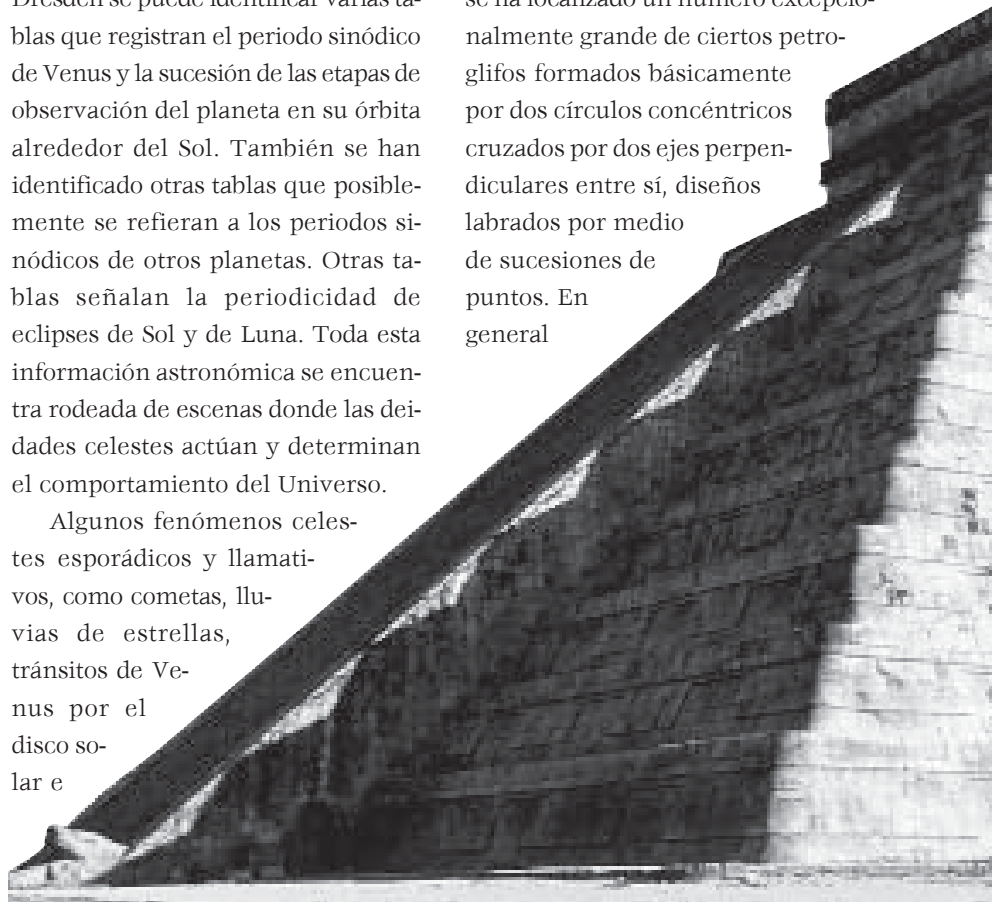 Dresden se puede identificar varias ta-
blas que registran el periodo sinódico
de Venus y la sucesión de las etapas de
observación del planeta en su órbita
alrededor del Sol. También se han
identificado otras tablas que posible-
mente se refieran a los periodos si-
nódicos de otros planetas. Otras ta-
blas señalan la periodicidad de
eclipses de Sol y de Luna. Toda esta
información astronómica se encuen-
tra rodeada de escenas donde las dei-
dades celestes actúan y determinan
el comportamiento del Universo.
Algunos fenómenos celes-
tes esporádicos y llamati-
vos, como cometas, llu-
vias de estrellas,
tránsitos de Ve-
nus por el
disco so-
lar e
se ha localizado un número excepcio-
nalmente grande de ciertos petro-
glifos formados básicamente
por dos círculos concéntricos
cruzados por dos ejes perpen-
diculares entre sí, diseños
labrados por medio
de sucesiones de
puntos. En
general